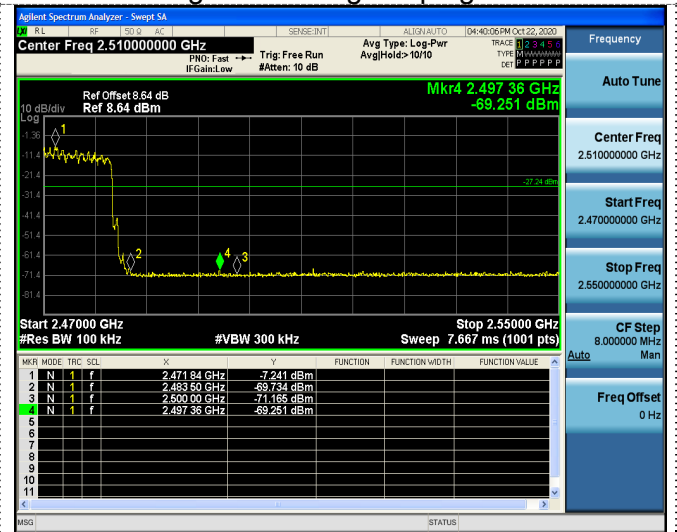 Agilent Spectrum Analyzer - Swept SA
RL RF 50 Ω AC SENSE:INT ALIGN AUTO 04:40:06 PM Oct 22, 2020
Center Freq 2.510000000 GHz
PNO: Fast
IFGain:Low
Trig: Free Run
#Atten: 10 dB
Avg Type: Log-Pwr
Avg|Hold:>10/10
TRACE 1 2 3 4 5 6
TYPE M
DET P P P P P P
Ref Offset 8.64 dB
Ref 8.64 dBm
10 dB/div
Log
Mkr4 2.497 36 GHz
-69.251 dBm
-1.36
-11.4
-21.4
-31.4
-41.4
-51.4
-61.4
-71.4
-81.4
1
2
4
3
-27.24 dBm
Start 2.47000 GHz
Stop 2.55000 GHz
#Res BW 100 kHz
#VBW 300 kHz
Sweep 7.667 ms (1001 pts)
MKR MODE TRC SCL X Y FUNCTION FUNCTION WIDTH FUNCTION VALUE
1 N 1 f 2.471 84 GHz -7.241 dBm
2 N 1 f 2.483 50 GHz -69.734 dBm
3 N 1 f 2.500 00 GHz -71.165 dBm
4 N 1 f 2.497 36 GHz -69.251 dBm
5
6
7
8
9
10
11
MSG
STATUS
Frequency
Auto Tune
Center Freq
2.510000000 GHz
Start Freq
2.470000000 GHz
Stop Freq
2.550000000 GHz
CF Step
8.000000 MHz
Auto Man
Freq Offset
0 Hz